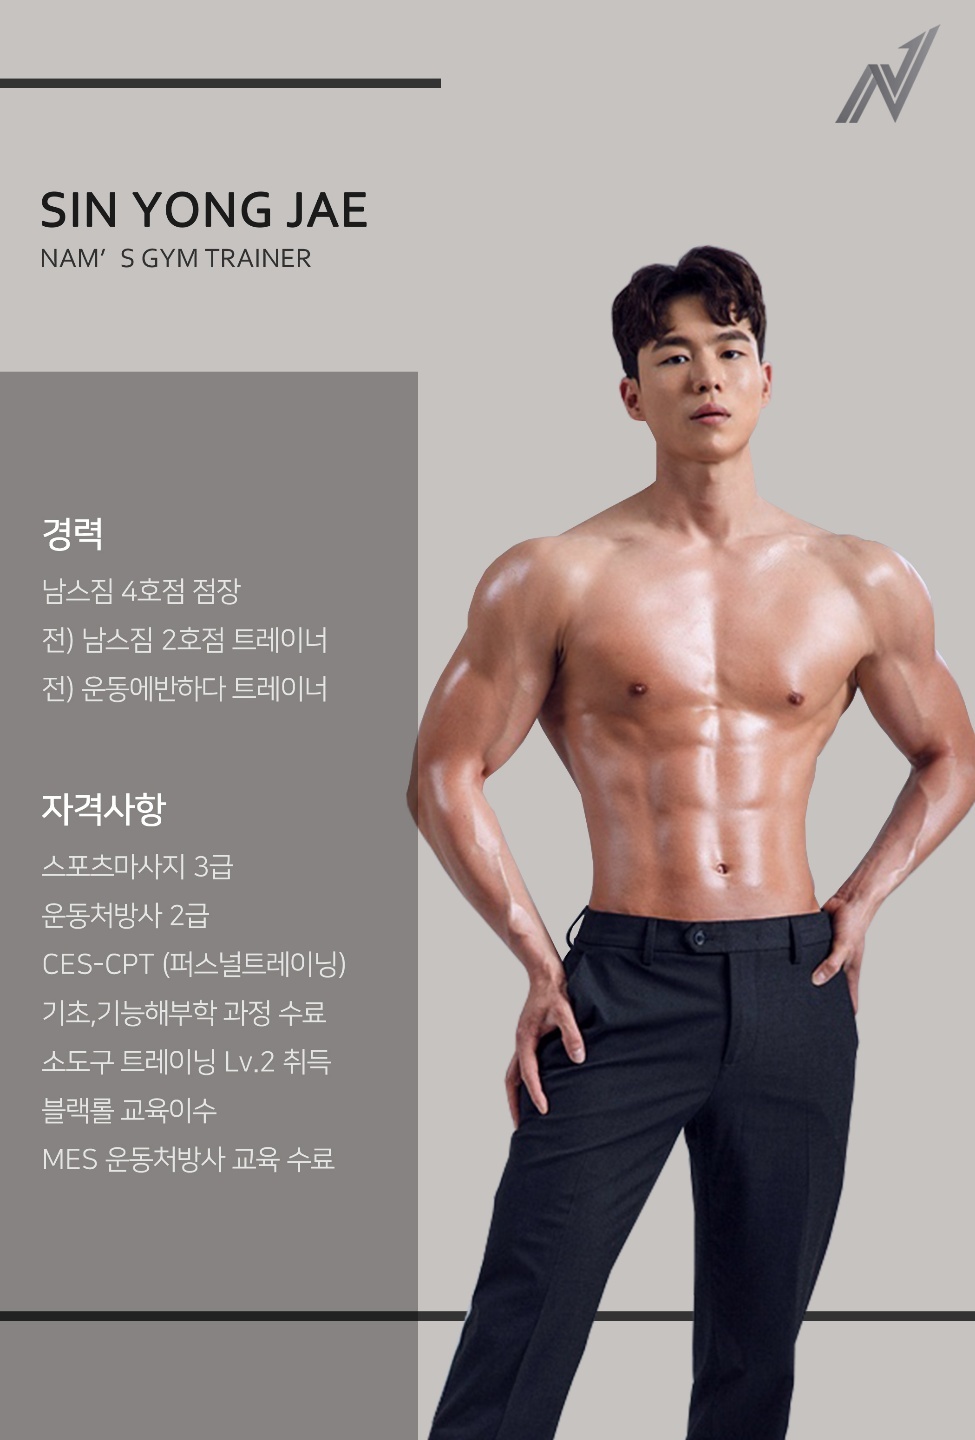 SIN YONG JAE
NAM’ S GYM TRAINER
경력
남스짐 4호점 점장
전) 남스짐 2호점 트레이너
전) 운동에반하다 트레이너
자격사항
스포츠마사지 3급
운동처방사 2급
CES-CPT (퍼스널트레이닝)
기초,기능해부학 과정 수료
소도구 트레이닝 Lv.2 취득
블랙롤 교육이수
MES 운동처방사 교육 수료